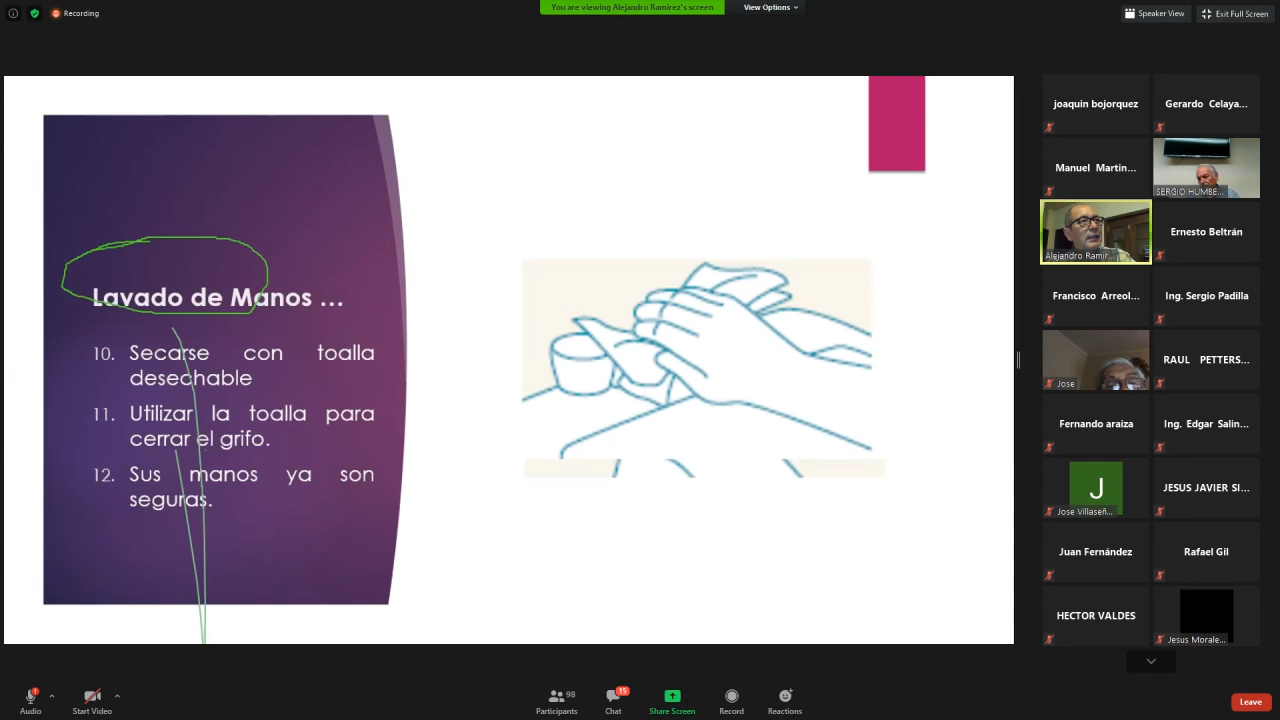 Recording
You are viewing Alejandro Ramirez's screen
View Options
Speaker View
Exit Full Screen
Lavado de Manos ...
10. Secarse con toalla
desechable
11. Utilizar la toalla para
cerrar el grifo.
12. Sus manos ya son
seguras.
joaquin bojorquez
Gerardo Celaya...
Manuel Martin...
SERGIO HUMBE...
Alejandro Ramir...
Ernesto Beltrán
Francisco Arreol...
Ing. Sergio Padilla
Jose
RAUL PETTERS...
Fernando araiza
Ing. Edgar Salin...
J
Jose Villaseñ...
JESUS JAVIER SI...
Juan Fernández
Rafael Gil
HECTOR VALDES
Jesus Morale...
Audio
Start Video
98
Participants
15
Chat
Share Screen
Record
Reactions
Leave